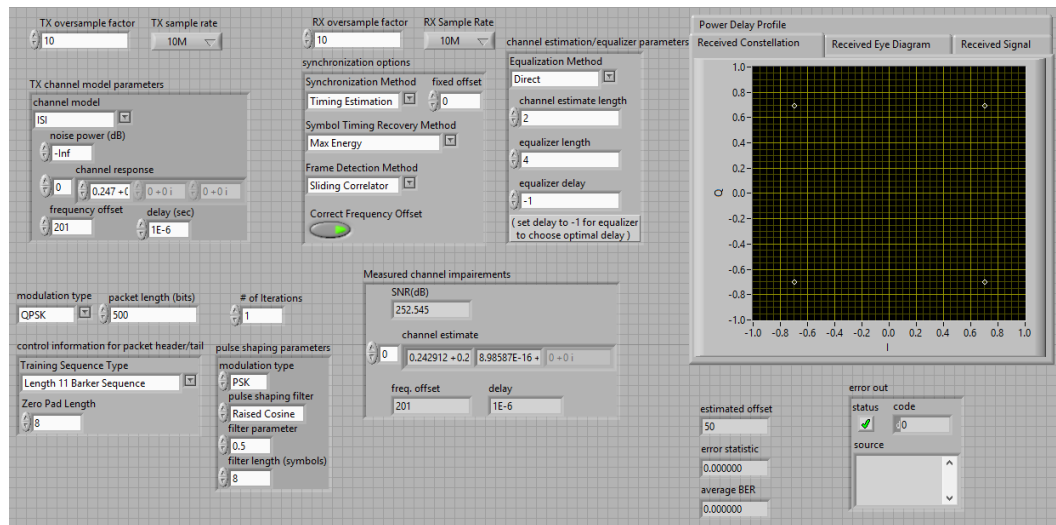 TX oversample factor
10
TX sample rate
10M
RX oversample factor
10
RX Sample Rate
10M
TX channel model parameters
channel model
ISI
noise power (dB)
-Inf
channel response
0
0.247 +(
0 +0 i
0 +0 i
frequency offset
201
delay (sec)
1E-6
synchronization options
Synchronization Method
Timing Estimation
fixed offset
0
Symbol Timing Recovery Method
Max Energy
Frame Detection Method
Sliding Correlator
Correct Frequency Offset
channel estimation/equalizer parameters
Equalization Method
Direct
channel estimate length
2
equalizer length
4
equalizer delay
-1
( set delay to -1 for equalizer
to choose optimal delay )
Power Delay Profile
Received Constellation
Received Eye Diagram
Received Signal
1.0
0.8
0.6
0.4
0.2
0.0
-0.2
-0.4
-0.6
-0.8
-1.0
Q
-1.0 -0.8 -0.6 -0.4 -0.2 0.0 0.2 0.4 0.6 0.8 1.0
I
modulation type
QPSK
packet length (bits)
500
# of Iterations
1
control information for packet header/tail
Training Sequence Type
Length 11 Barker Sequence
Zero Pad Length
8
pulse shaping parameters
modulation type
PSK
pulse shaping filter
Raised Cosine
filter parameter
0.5
filter length (symbols)
8
Measured channel impairements
SNR(dB)
252.545
channel estimate
0
0.242912 +0.2
8.98587E-16 +
0 +0 i
freq. offset
201
delay
1E-6
estimated offset
50
error statistic
0.000000
average BER
0.000000
error out
status
code
0
source